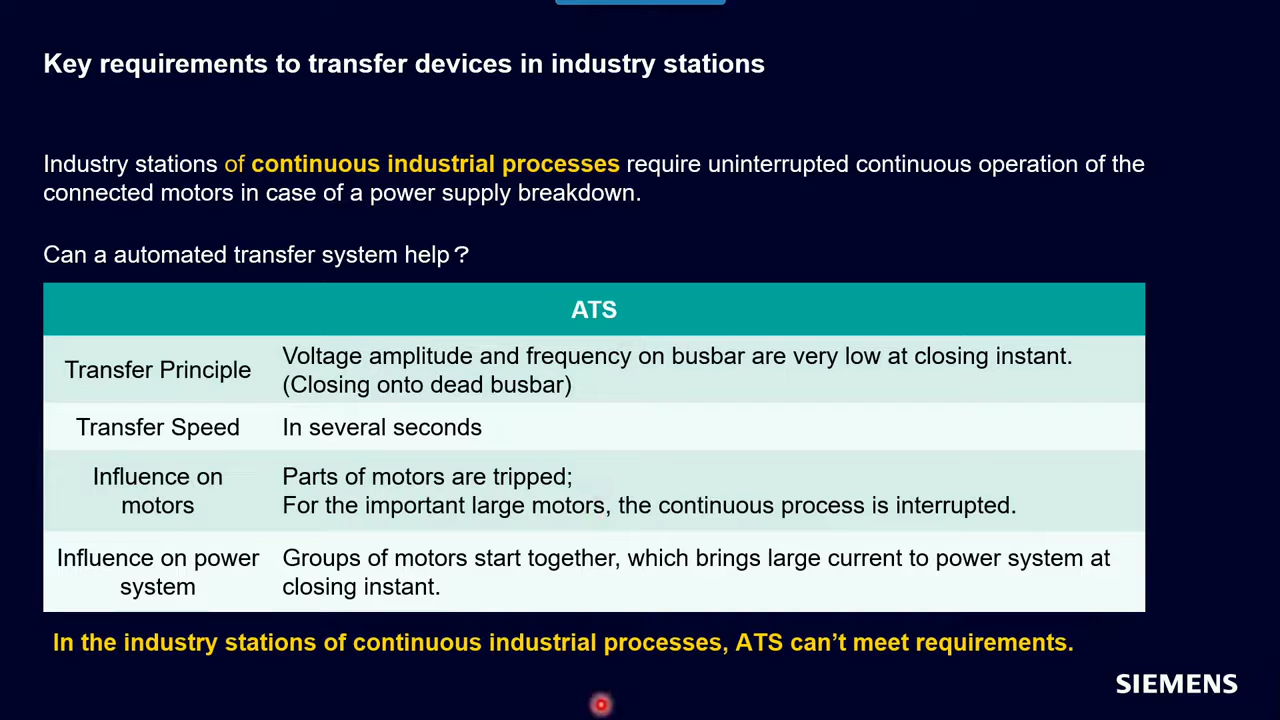 Key requirements to transfer devices in industry stations
Industry stations of continuous industrial processes require uninterrupted continuous operation of the
connected motors in case of a power supply breakdown.
Can a automated transfer system help？
ATS
Transfer Principle
Voltage amplitude and frequency on busbar are very low at closing instant.
(Closing onto dead busbar)
Transfer Speed
In several seconds
Influence on
motors
Parts of motors are tripped;
For the important large motors, the continuous process is interrupted.
Influence on power
system
Groups of motors start together, which brings large current to power system at
closing instant.
In the industry stations of continuous industrial processes, ATS can’t meet requirements.
SIEMENS